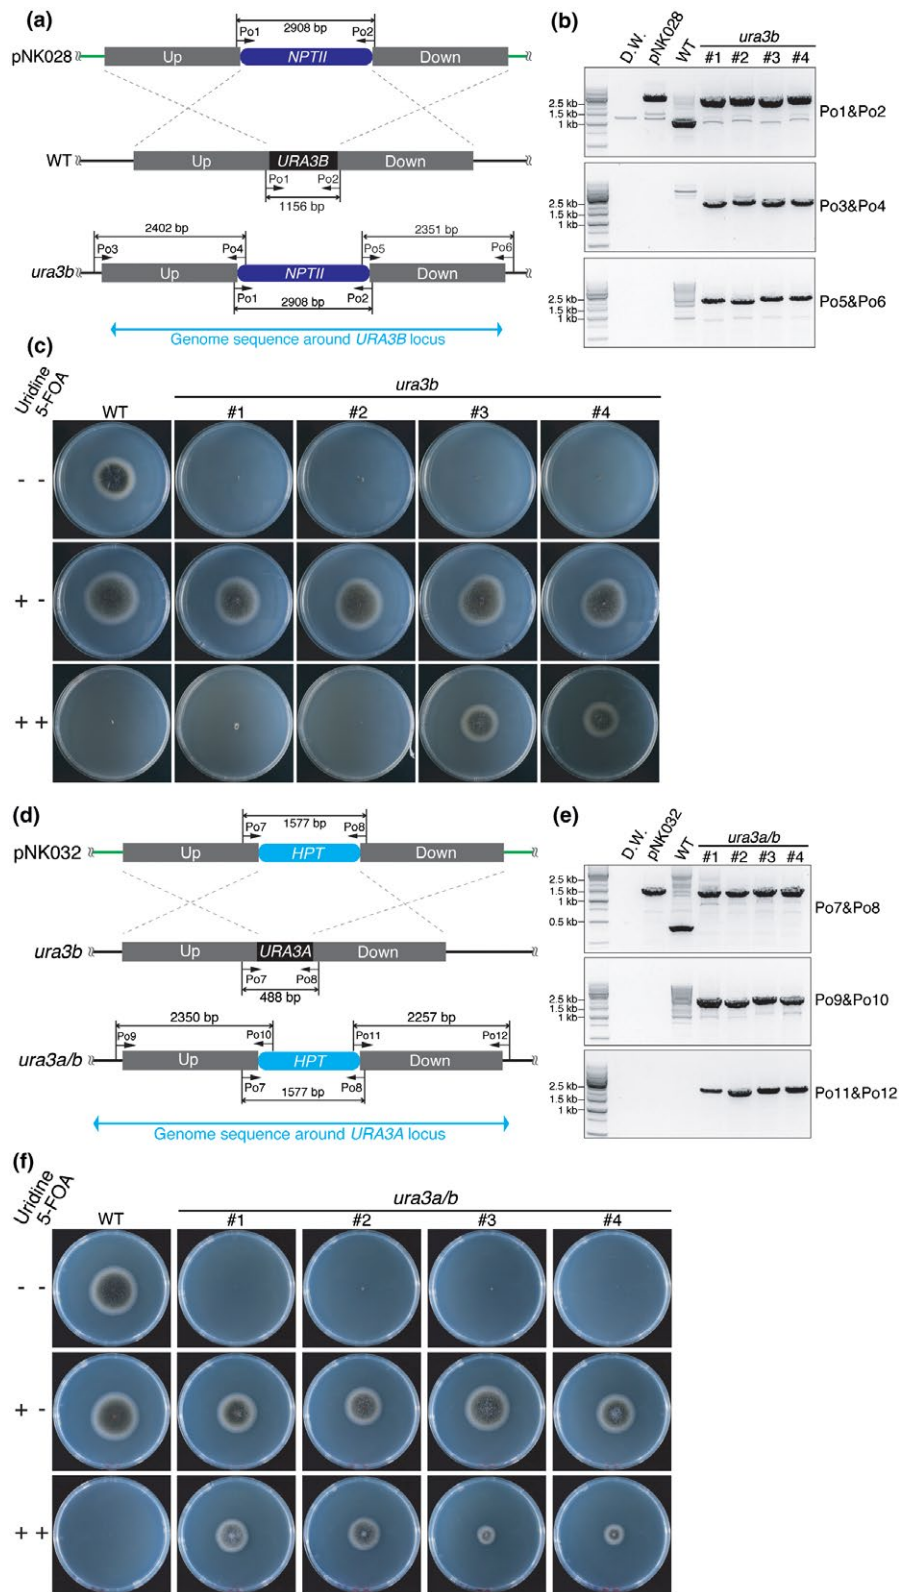 (a)
2908 bp
Po1 Po2
pNK028 Up NPTII Down
WT Up URA3B Down
Po1 Po2
1156 bp
2402 bp 2351 bp
Po3 Po4 Po5 Po6
ura3b Up NPTII Down
Po1 Po2
2908 bp
Genome sequence around URA3B locus
(b)
D.W. pNK028 WT ura3b
#1 #2 #3 #4
2.5 kb
1.5 kb
1 kb
Po1&Po2
2.5 kb
1.5 kb
1 kb
Po3&Po4
2.5 kb
1.5 kb
1 kb
Po5&Po6
(c)
Uridine
5-FOA
ura3b
WT #1 #2 #3 #4
- -
+ -
+ +
(d)
1577 bp
Po7 Po8
pNK032 Up HPT Down
ura3b Up URA3A Down
Po7 Po8
488 bp
2350 bp 2257 bp
Po9 Po10 Po11 Po12
ura3a/b Up HPT Down
Po7 Po8
1577 bp
Genome sequence around URA3A locus
(e)
D.W. pNK032 WT ura3a/b
#1 #2 #3 #4
2.5 kb
1.5 kb
1 kb
0.5 kb
Po7&Po8
2.5 kb
1.5 kb
1 kb
Po9&Po10
2.5 kb
1.5 kb
1 kb
Po11&Po12
(f)
Uridine
5-FOA
ura3a/b
WT #1 #2 #3 #4
- -
+ -
+ +